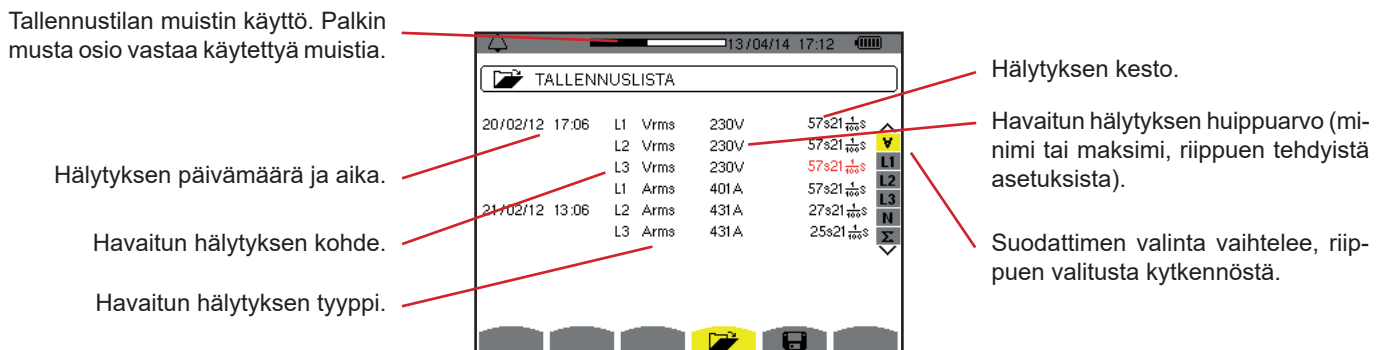 Tallennustilan muistin käyttö. Palkin
musta osio vastaa käytettyä muistia.
Hälytyksen päivämäärä ja aika.
Havaitun hälytyksen kohde.
Havaitun hälytyksen tyyppi.
13/04/14 17:12
TALLENNUSLISTA
20/02/12 17:06 L1 Vrms 230V 57s21 1/100 s
L2 Vrms 230V 57s21 1/100 s
L3 Vrms 230V 57s21 1/100 s
L1 Arms 401A 57s21 1/100 s
21/02/12 13:06 L2 Arms 431A 27s21 1/100 s
L3 Arms 431A 25s21 1/100 s
∀
L1
L2
L3
N
Σ
Hälytyksen kesto.
Havaitun hälytyksen huippuarvo (mi-
nimi tai maksimi, riippuen tehdyistä
asetuksista).
Suodattimen valinta vaihtelee, riip-
puen valitusta kytkennöstä.